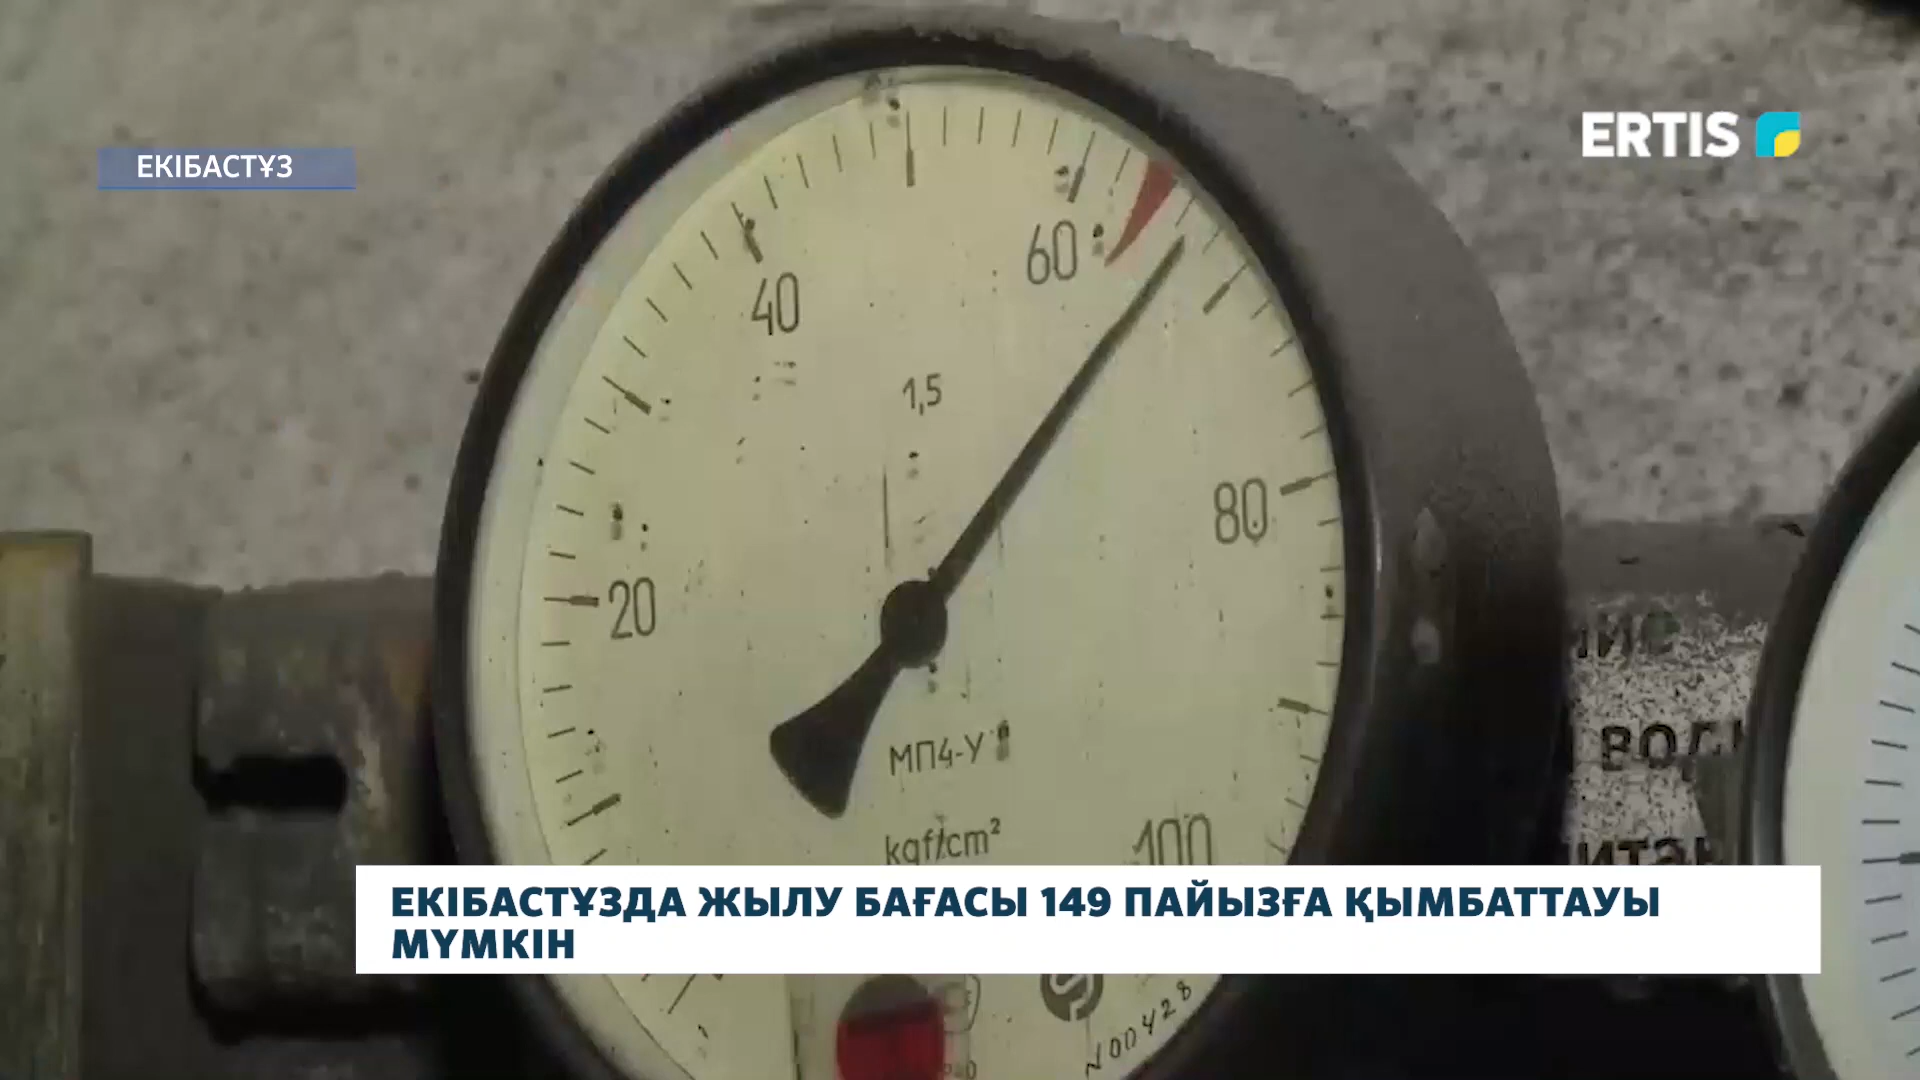 ERTIS
ЕКІБАСТҰЗ
60
40
1,5
80
20
МП4-У
kgf/cm²
100
ЕКІБАСТҰЗДА ЖЫЛУ БАҒАСЫ 149 ПАЙЫЗҒА ҚЫМБАТТАУЫ
МҮМКІН
N00428